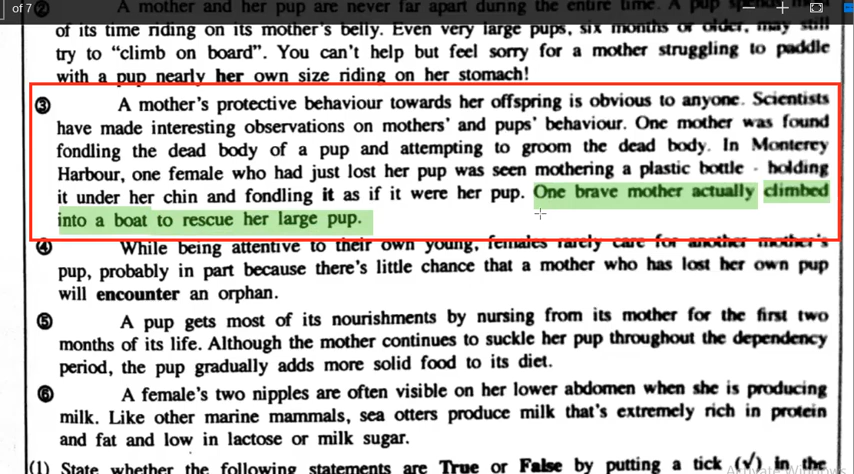 of 7
② A mother and her pup are never far apart during the entire time. A pup
of its time riding on its mother's belly. Even very large pups, six months or older, may still
try to “climb on board”. You can't help but feel sorry for a mother struggling to paddle
with a pup nearly her own size riding on her stomach!
③ A mother's protective behaviour towards her offspring is obvious to anyone. Scientists
have made interesting observations on mothers' and pups' behaviour. One mother was found
fondling the dead body of a pup and attempting to groom the dead body. In Monterey
Harbour, one female who had just lost her pup was seen mothering a plastic bottle - holding
it under her chin and fondling it as if it were her pup. One brave mother actually climbed
into a boat to rescue her large pup.
④ While being attentive to their own young, females rarely care for another mother's
pup, probably in part because there's little chance that a mother who has lost her own pup
will encounter an orphan.
⑤ A pup gets most of its nourishments by nursing from its mother for the first two
months of its life. Although the mother continues to suckle her pup throughout the dependency
period, the pup gradually adds more solid food to its diet.
⑥ A female's two nipples are often visible on her lower abdomen when she is producing
milk. Like other marine mammals, sea otters produce milk that's extremely rich in protein
and fat and low in lactose or milk sugar.
(1) State whether the following statements are True or False by putting a tick (√) in the
Activate Windows